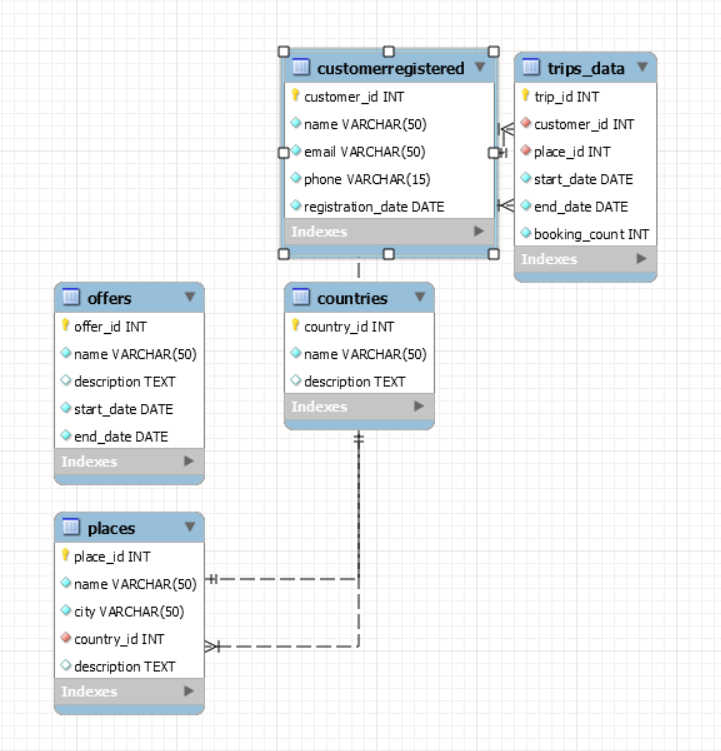 customerregistered
customer_id INT
name VARCHAR(50)
email VARCHAR(50)
phone VARCHAR(15)
registration_date DATE
Indexes
trips_data
trip_id INT
customer_id INT
place_id INT
start_date DATE
end_date DATE
booking_count INT
Indexes
offers
offer_id INT
name VARCHAR(50)
description TEXT
start_date DATE
end_date DATE
Indexes
countries
country_id INT
name VARCHAR(50)
description TEXT
Indexes
places
place_id INT
name VARCHAR(50)
city VARCHAR(50)
country_id INT
description TEXT
Indexes